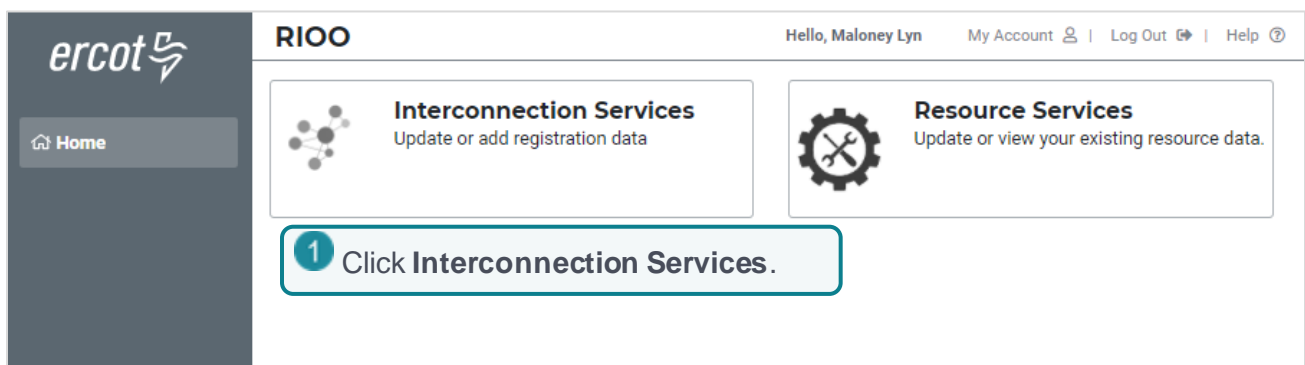 ercot
RIOO
Hello, Maloney Lyn
My Account | Log Out | Help ?
Home
Interconnection Services
Update or add registration data
Resource Services
Update or view your existing resource data.
1 Click Interconnection Services.